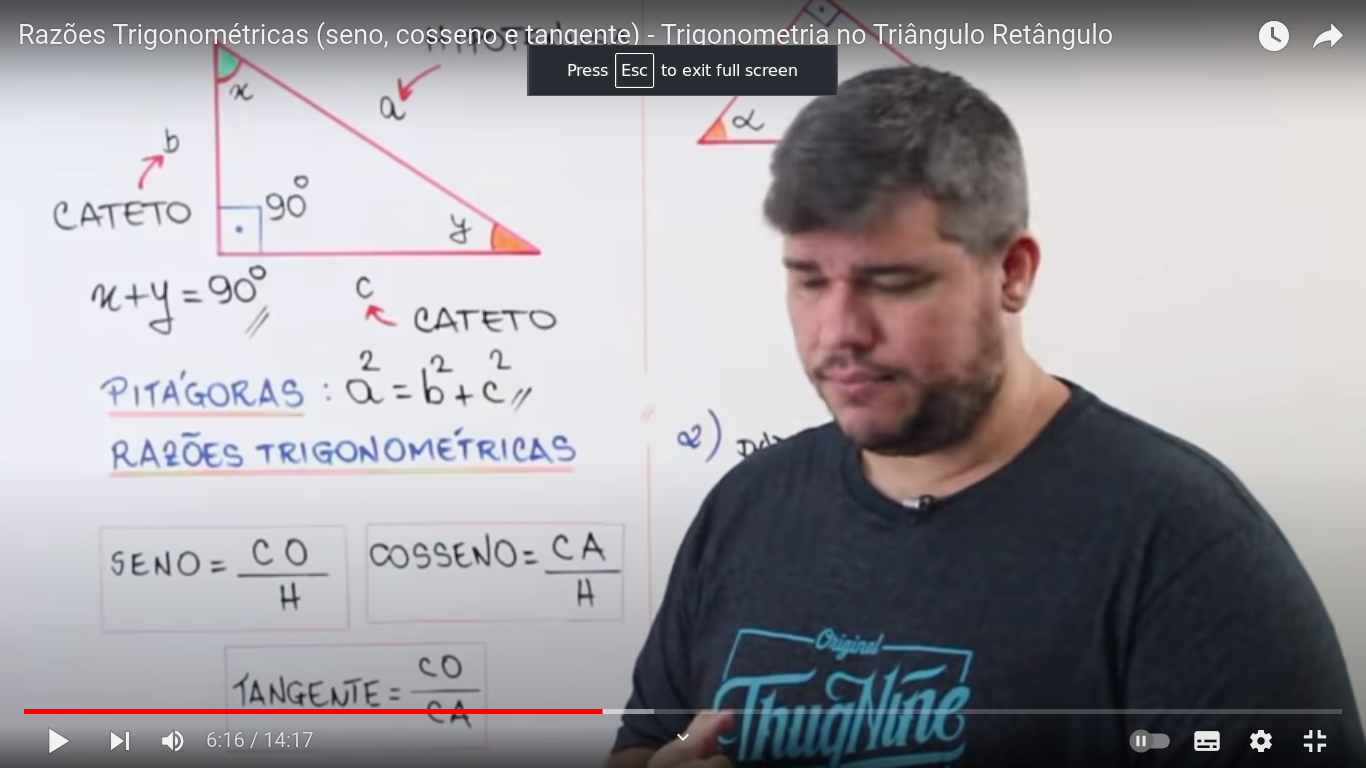 Razões Trigonométricas (seno, cosseno e tangente) - Trigonometria no Triângulo Retângulo
Press Esc to exit full screen
x
a
α
b
CATETO
90°
y
x+y=90°
c
CATETO
PITÁGORAS : a²=b²+c²
RAZÕES TRIGONOMÉTRICAS
2)
SENO = CO
H
COSSENO = CA
H
TANGENTE = CO
CA
Original
ThugNine
6:16 / 14:17